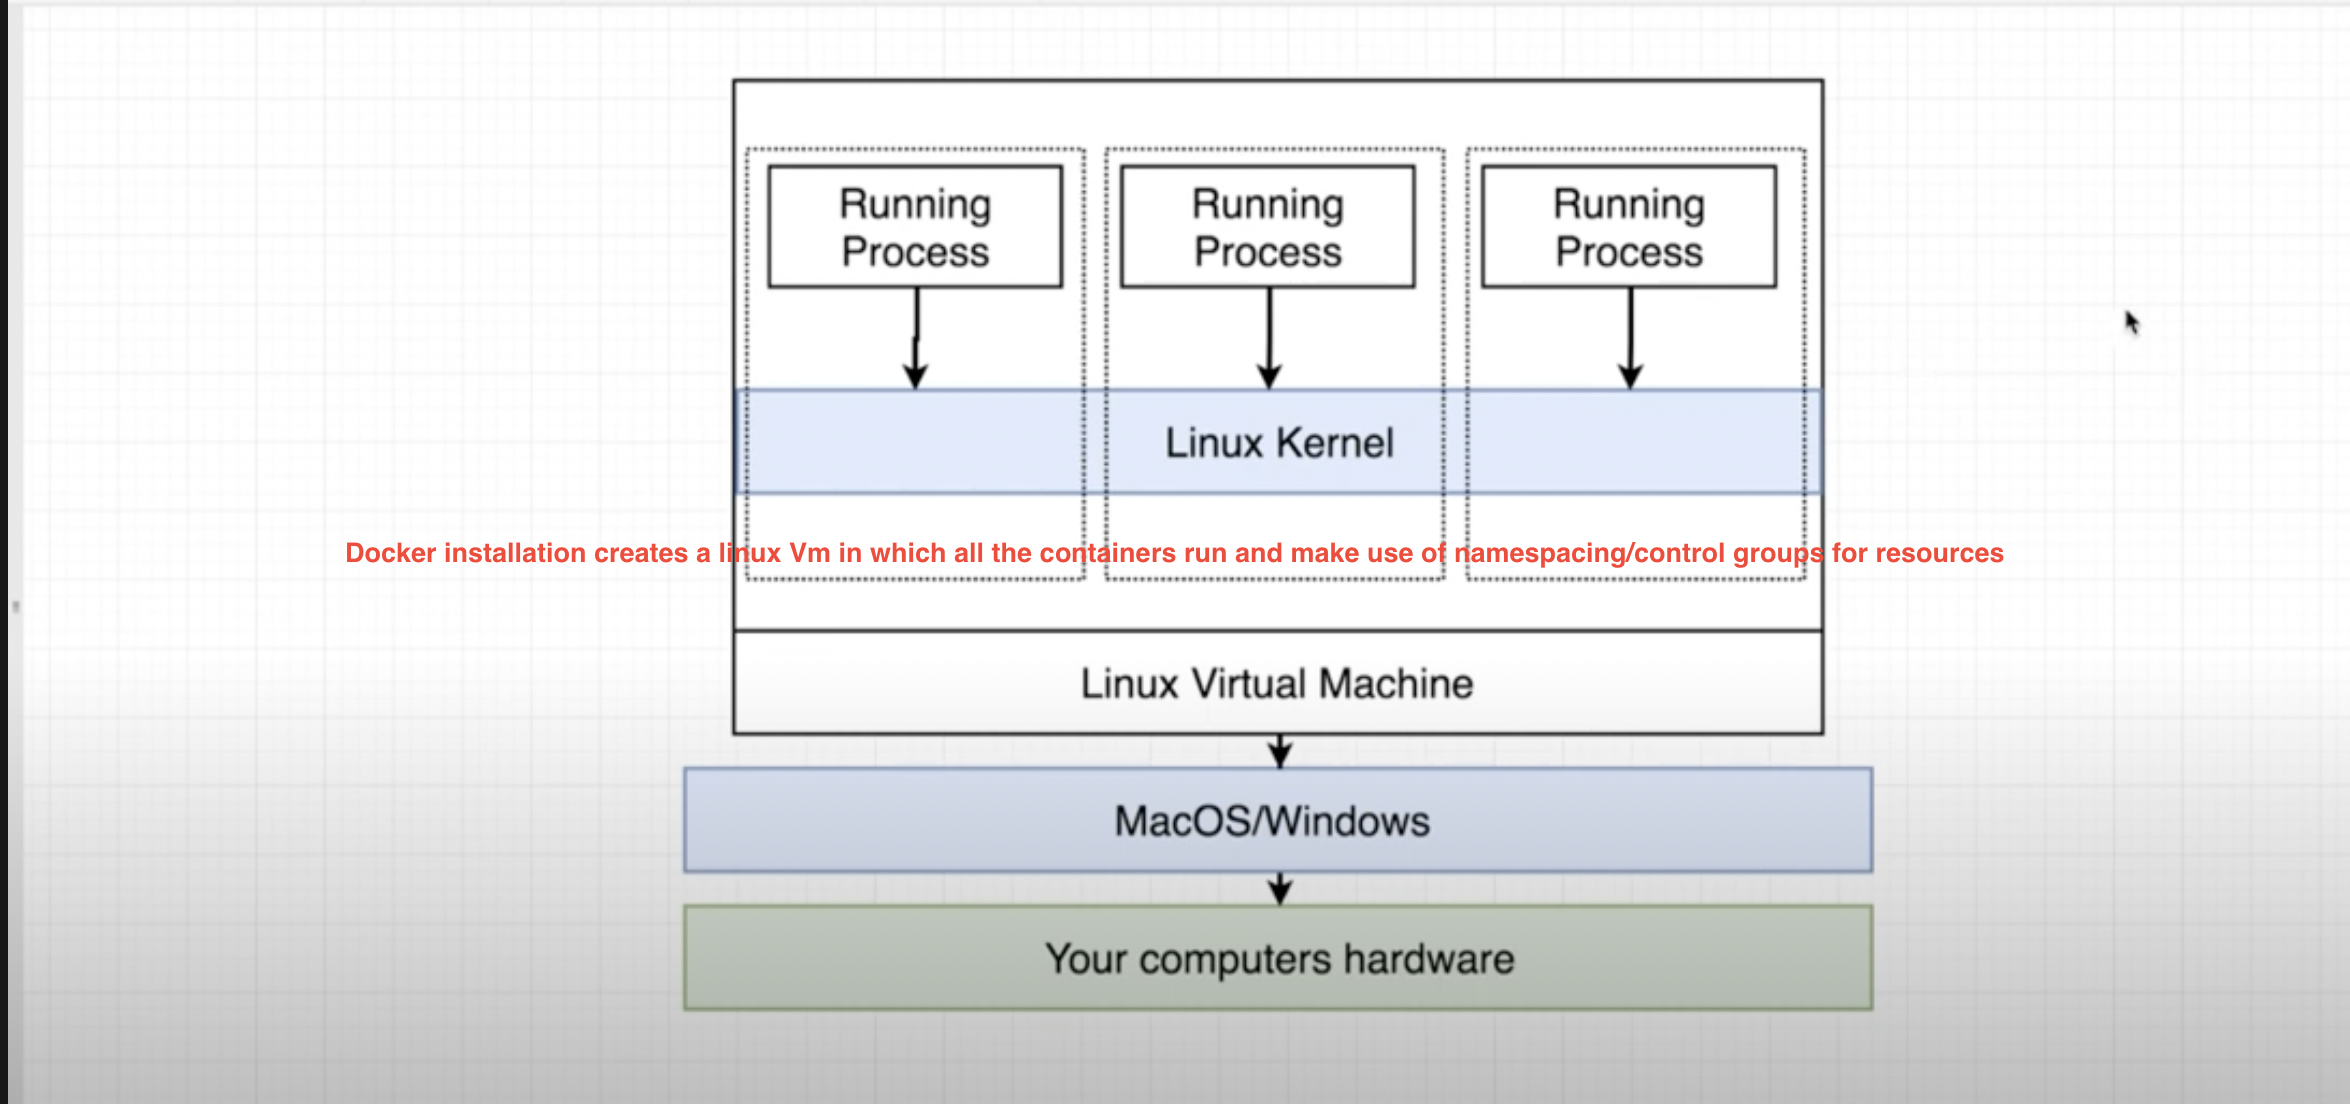 Running
Process
Running
Process
Running
Process
Linux Kernel
Docker installation creates a linux Vm in which all the containers run and make use of namespacing/control groups for resources
Linux Virtual Machine
MacOS/Windows
Your computers hardware